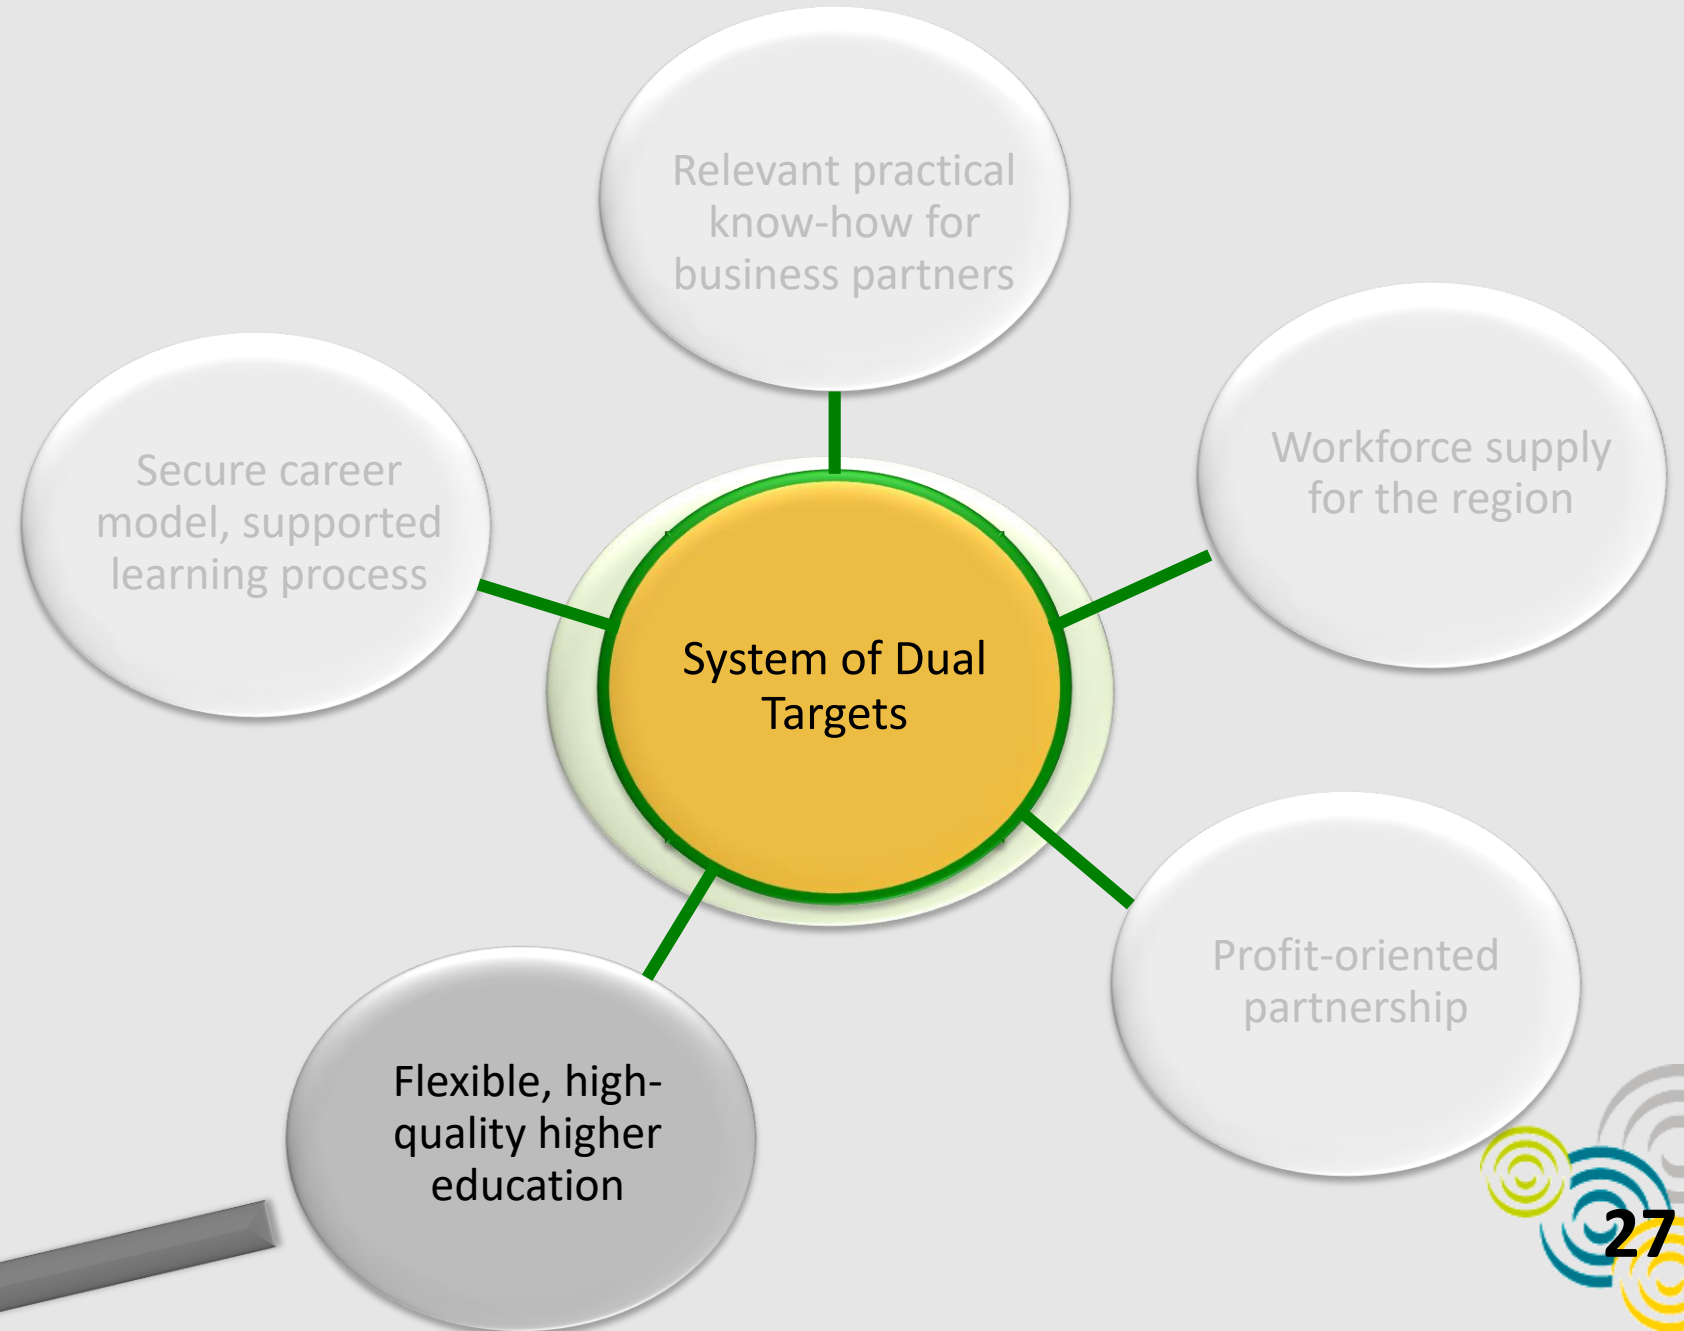 Relevant practical
know-how for
business partners
Secure career
model, supported
learning process
Workforce supply
for the region
System of Dual
Targets
Profit-oriented
partnership
Flexible, high-
quality higher
education
27